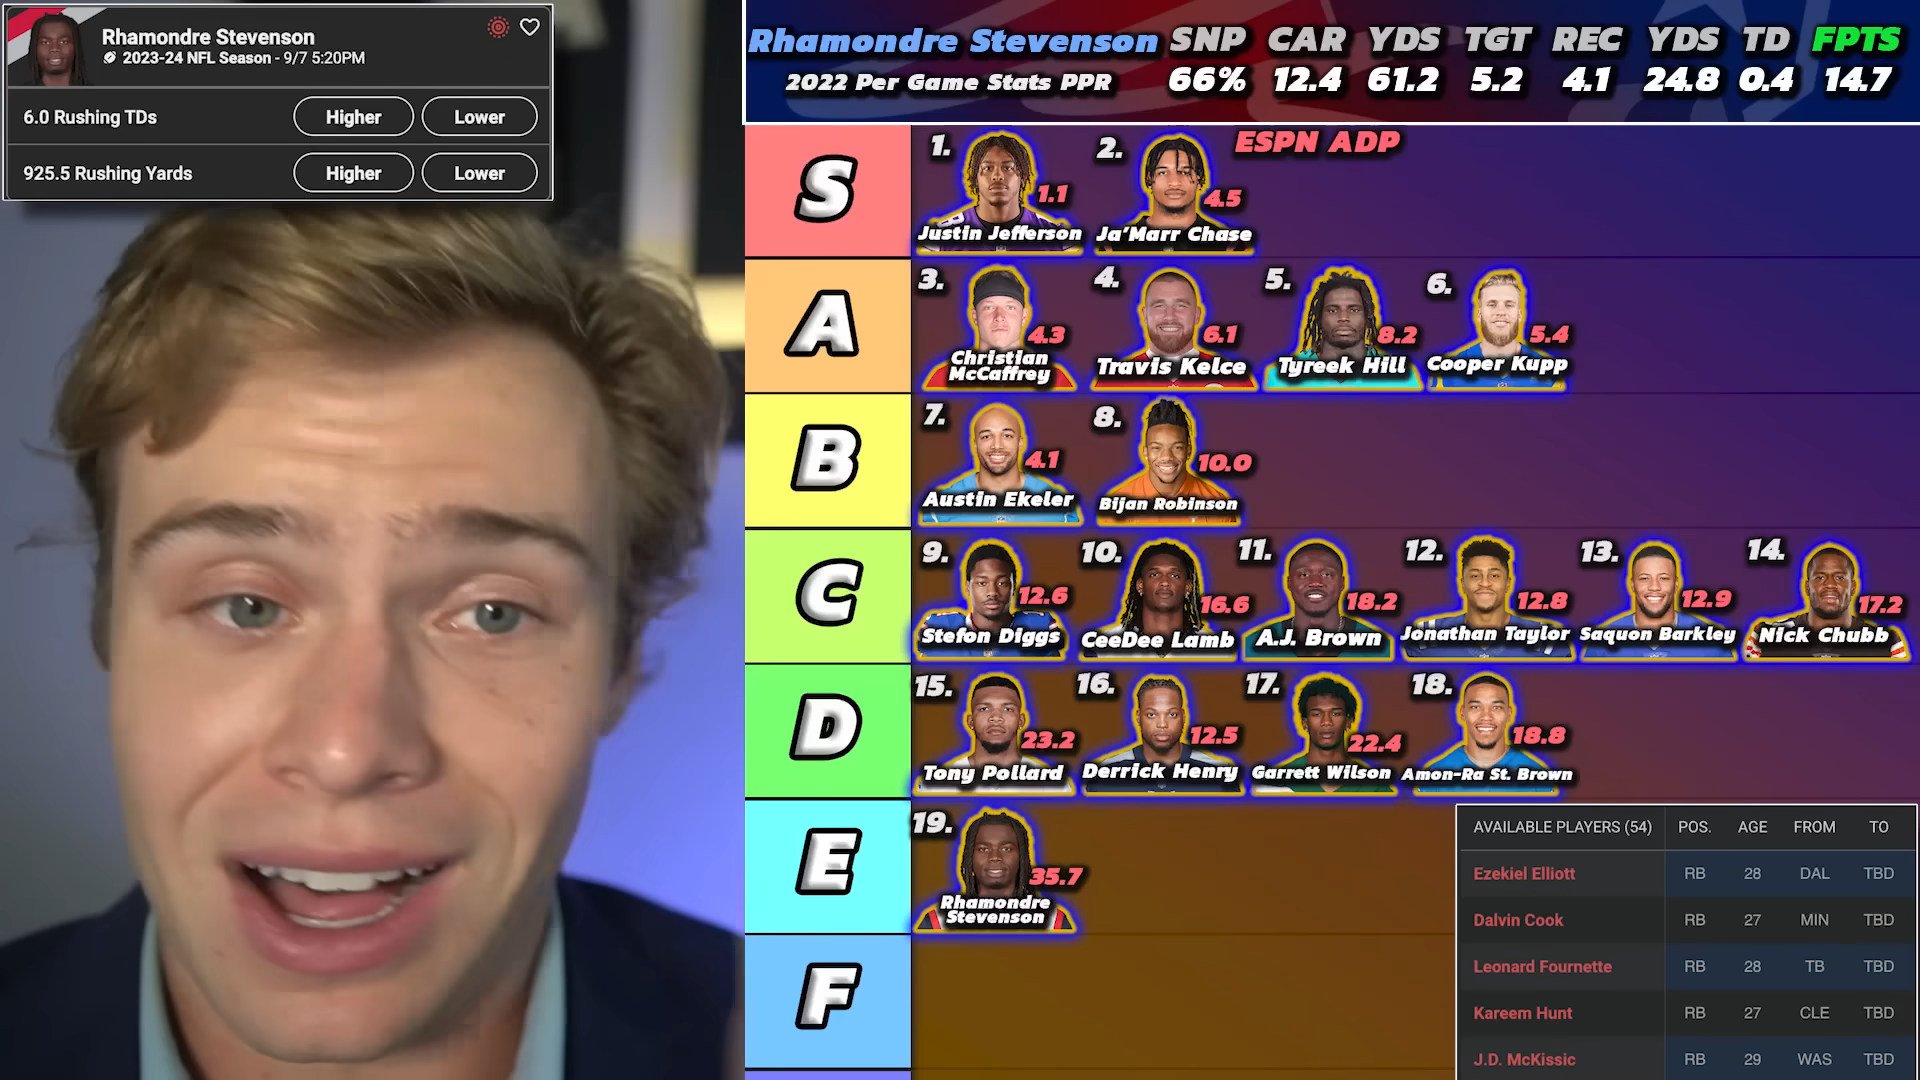 Rhamondre Stevenson
2023-24 NFL Season - 9/7 5:20PM
6.0 Rushing TDs Higher Lower
925.5 Rushing Yards Higher Lower
Rhamondre Stevenson SNP CAR YDS TGT REC YDS TD FPTS
2022 Per Game Stats PPR 66% 12.4 61.2 5.2 4.1 24.8 0.4 14.7
ESPN ADP
S
1. 1.1 Justin Jefferson
2. 4.5 Ja'Marr Chase
A
3. 4.3 Christian
McCaffrey
4. 6.1 Travis Kelce
5. 8.2 Tyreek Hill
6. 5.4 Cooper Kupp
B
7. 4.1 Austin Ekeler
8. 10.0 Bijan Robinson
C
9. 12.6 Stefon Diggs
10. 16.6 CeeDee Lamb
11. 18.2 A.J. Brown
12. 12.8 Jonathan Taylor
13. 12.9 Saquon Barkley
14. 17.2 Nick Chubb
D
15. 23.2 Tony Pollard
16. 12.5 Derrick Henry
17. 22.4 Garrett Wilson
18. 18.8 Amon-Ra St. Brown
E
19. 35.7 Rhamondre
Stevenson
F
AVAILABLE PLAYERS (54) POS. AGE FROM TO
Ezekiel Elliott RB 28 DAL TBD
Dalvin Cook RB 27 MIN TBD
Leonard Fournette RB 28 TB TBD
Kareem Hunt RB 27 CLE TBD
J.D. McKissic RB 29 WAS TBD